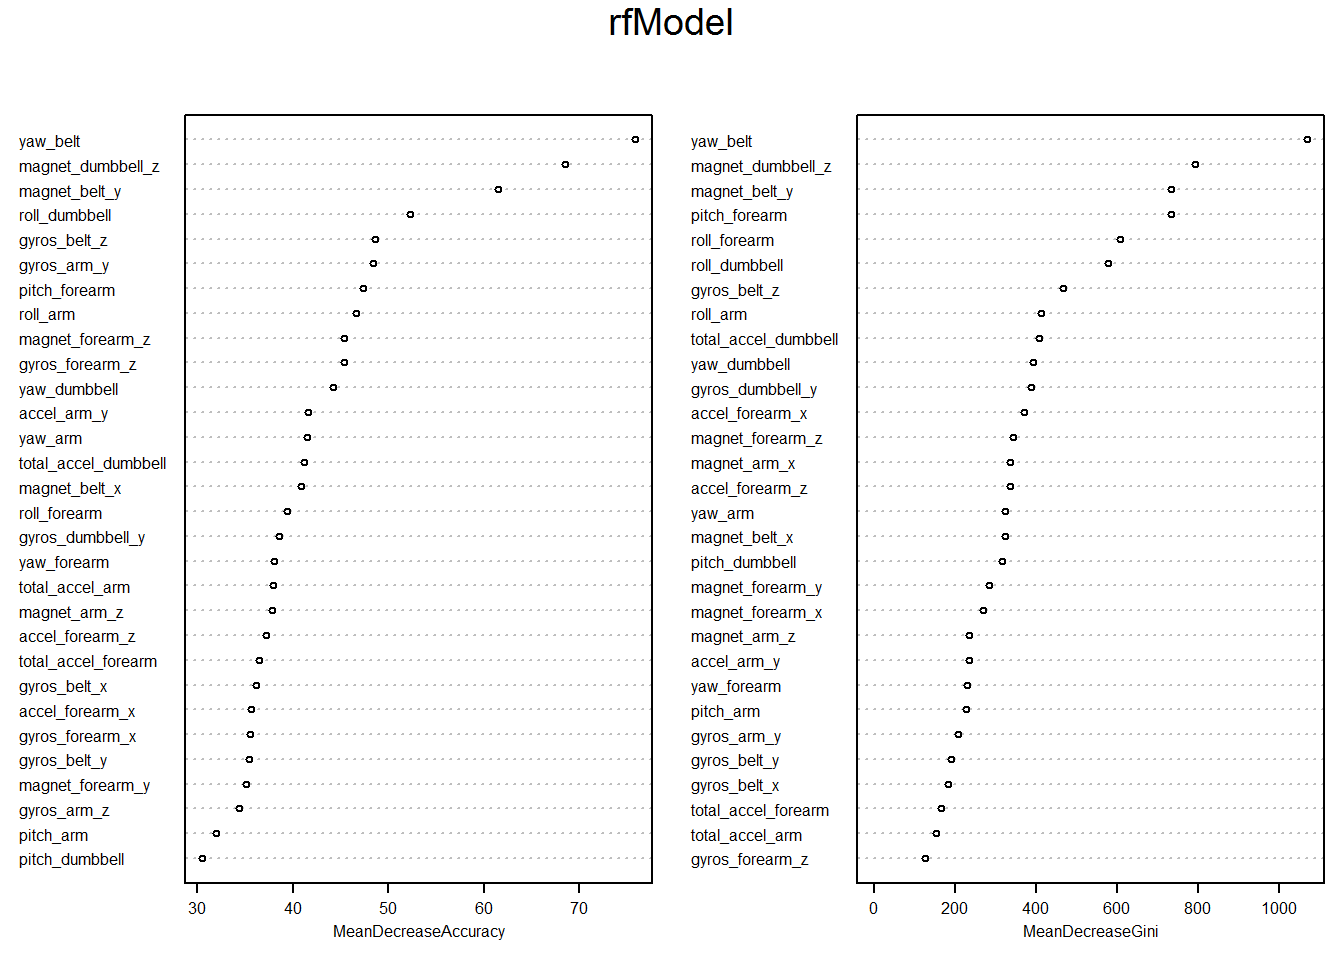 rfModel
yaw_belt
magnet_dumbbell_z
magnet_belt_y
roll_dumbbell
gyros_belt_z
gyros_arm_y
pitch_forearm
roll_arm
magnet_forearm_z
gyros_forearm_z
yaw_dumbbell
accel_arm_y
yaw_arm
total_accel_dumbbell
magnet_belt_x
roll_forearm
gyros_dumbbell_y
yaw_forearm
total_accel_arm
magnet_arm_z
accel_forearm_z
total_accel_forearm
gyros_belt_x
accel_forearm_x
gyros_forearm_x
gyros_belt_y
magnet_forearm_y
gyros_arm_z
pitch_arm
pitch_dumbbell
30 40 50 60 70
MeanDecreaseAccuracy
yaw_belt
magnet_dumbbell_z
magnet_belt_y
pitch_forearm
roll_forearm
roll_dumbbell
gyros_belt_z
roll_arm
total_accel_dumbbell
yaw_dumbbell
gyros_dumbbell_y
accel_forearm_x
magnet_forearm_z
magnet_arm_x
accel_forearm_z
yaw_arm
magnet_belt_x
pitch_dumbbell
magnet_forearm_y
magnet_forearm_x
magnet_arm_z
accel_arm_y
yaw_forearm
pitch_arm
gyros_arm_y
gyros_belt_y
gyros_belt_x
total_accel_forearm
total_accel_arm
gyros_forearm_z
0 200 400 600 800 1000
MeanDecreaseGini